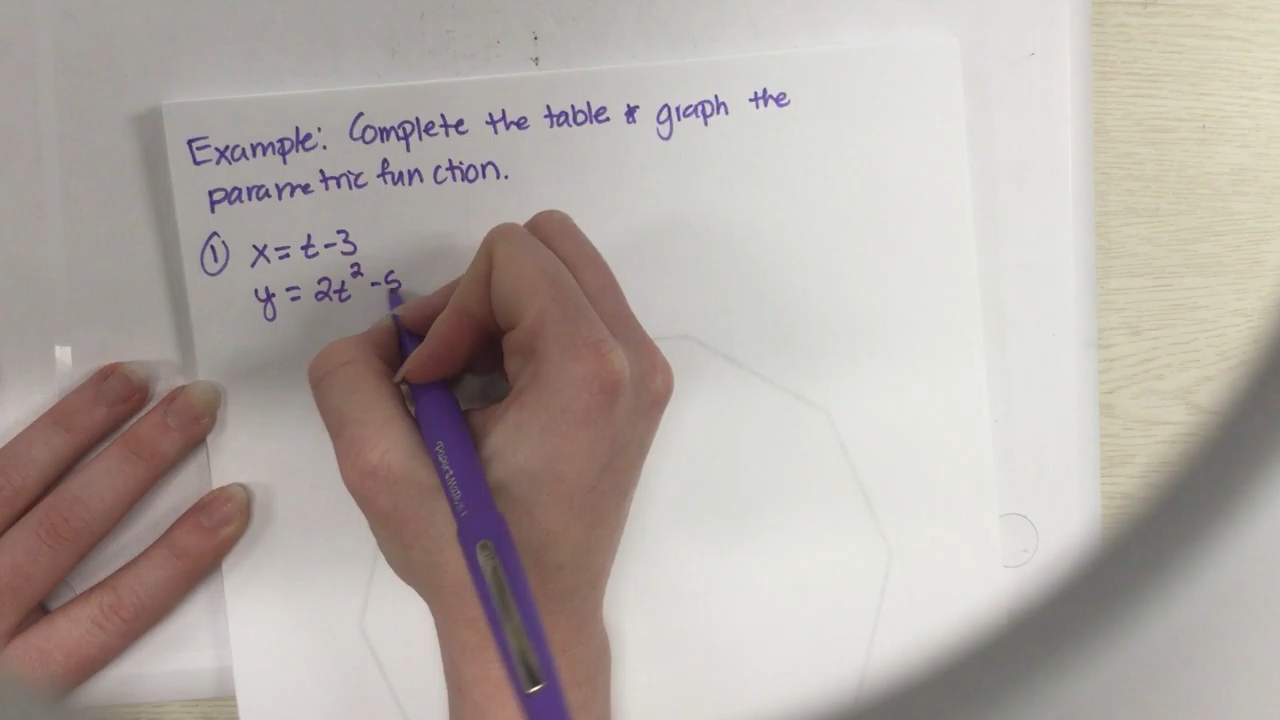 Example: Complete the table & graph the
parametric function.
① x = t - 3
y = 2t² - 5